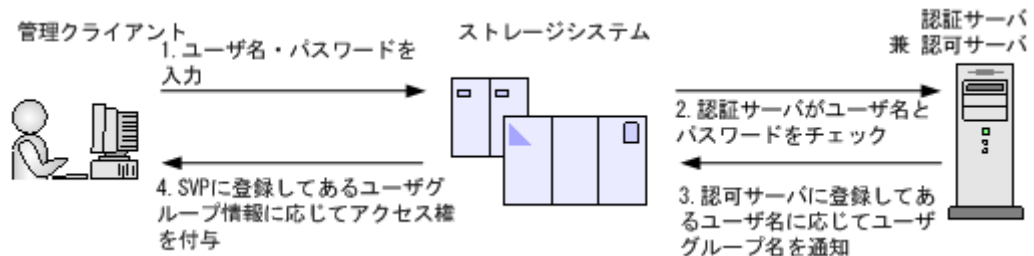 管理クライアント
1. ユーザ名・パスワードを
入力
ストレージシステム
認証サーバ
兼 認可サーバ
2. 認証サーバがユーザ名と
パスワードをチェック
4. SVPに登録してあるユーザグ
ループ情報に応じてアクセス権
を付与
3. 認可サーバに登録してあ
るユーザ名に応じてユーザ
グループ名を通知